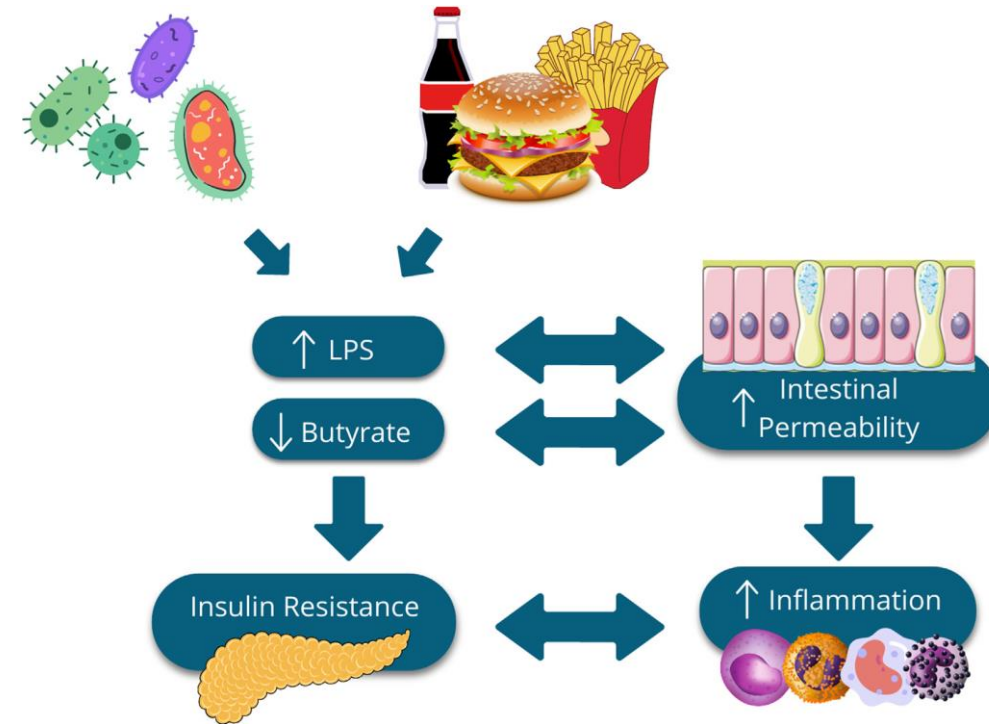 ↑ LPS
↓ Butyrate
↑ Intestinal
Permeability
Insulin Resistance
↑ Inflammation